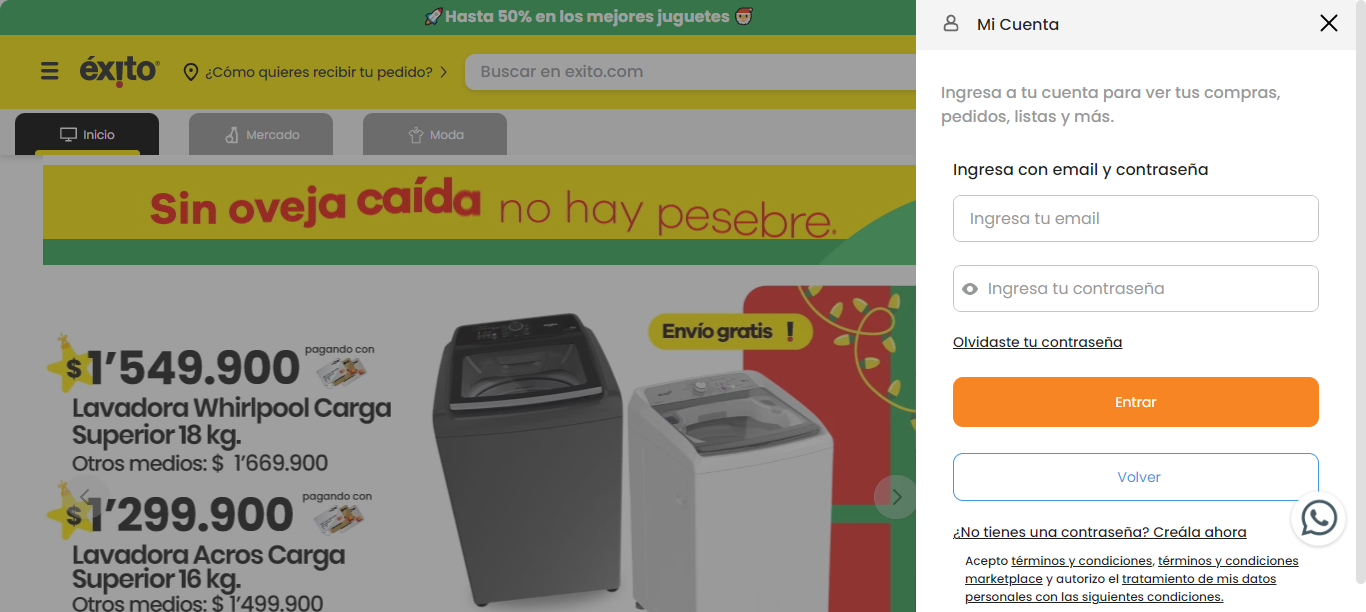 Hasta 50% en los mejores juguetes
éxito
¿Cómo quieres recibir tu pedido?
Buscar en exito.com
Inicio
Mercado
Moda
Sin oveja caída no hay pesebre.
Envío gratis !
$1'549.900
pagando con
Lavadora Whirlpool Carga
Superior 18 kg.
Otros medios: $ 1'669.900
$1'299.900
pagando con
Lavadora Acros Carga
Superior 16 kg.
Otros medios: $ 1'499.900
Mi Cuenta
Ingresa a tu cuenta para ver tus compras,
pedidos, listas y más.
Ingresa con email y contraseña
Ingresa tu email
Ingresa tu contraseña
Olvidaste tu contraseña
Entrar
Volver
¿No tienes una contraseña? Creála ahora
Acepto términos y condiciones, términos y condiciones
marketplace y autorizo el tratamiento de mis datos
personales con las siguientes condiciones.